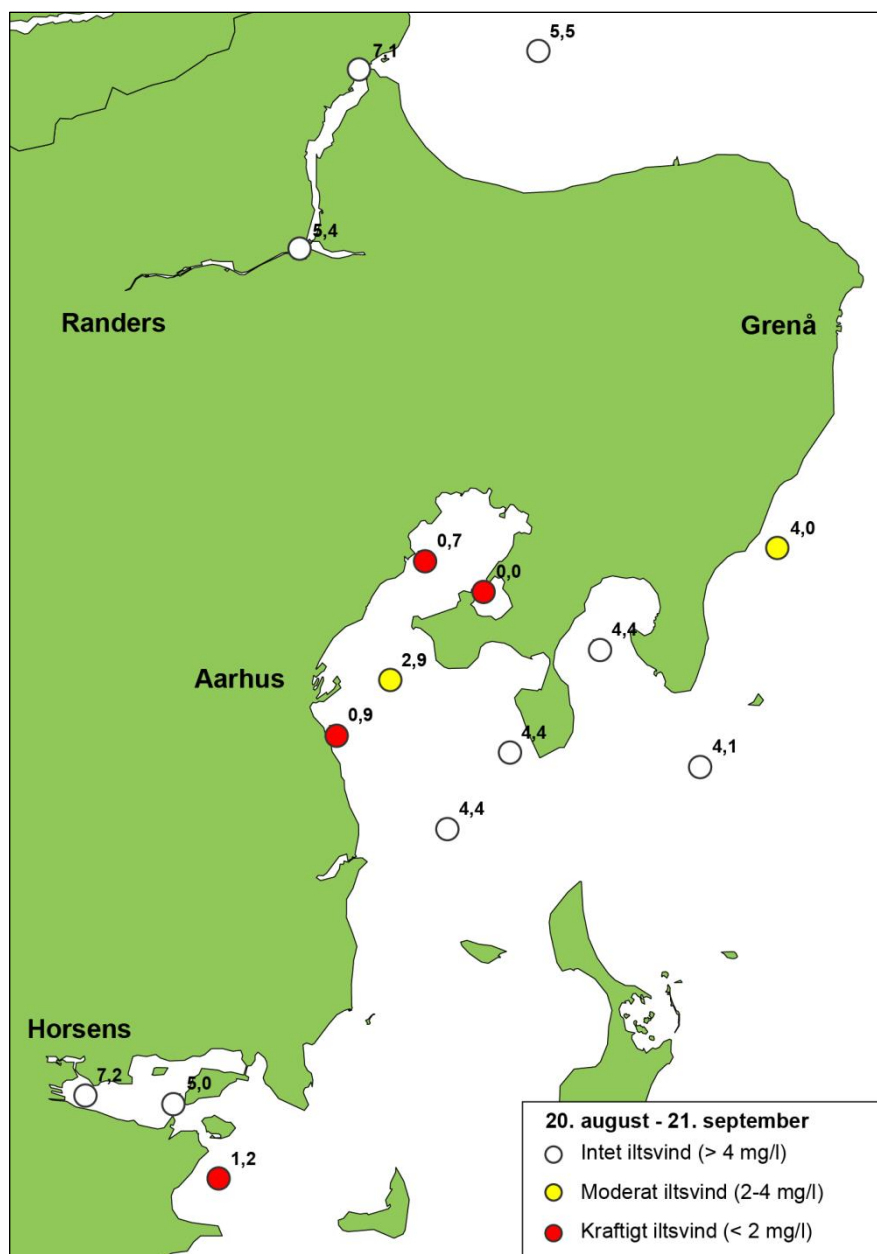 7,1
5,5
5,4
Randers
Grenå
4,0
0,7
0,0
4,4
Aarhus
2,9
0,9
4,4
4,1
4,4
Horsens
7,2
5,0
1,2
20. august - 21. september
Intet iltsvind (> 4 mg/l)
Moderat iltsvind (2-4 mg/l)
Kraftigt iltsvind (< 2 mg/l)